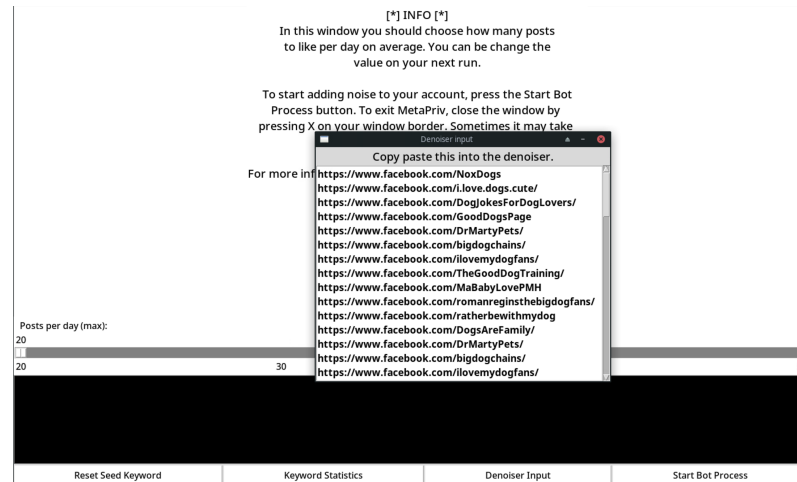 [*] INFO [*]
In this window you should choose how many posts
to like per day on average. You can be change the
value on your next run.
To start adding noise to your account, press the Start Bot
Process button. To exit MetaPriv, close the window by
pressing X on your window border. Sometimes it may take
For more inf
Denoiser input
Copy paste this into the denoiser.
https://www.facebook.com/NoxDogs
https://www.facebook.com/i.love.dogs.cute/
https://www.facebook.com/DogJokesForDogLovers/
https://www.facebook.com/GoodDogsPage
https://www.facebook.com/DrMartyPets/
https://www.facebook.com/bigdogchains/
https://www.facebook.com/ilovemydogfans/
https://www.facebook.com/TheGoodDogTraining/
https://www.facebook.com/MaBabyLovePMH
https://www.facebook.com/romanreginsthebigdogfans/
https://www.facebook.com/ratherbewithmydog
https://www.facebook.com/DogsAreFamily/
https://www.facebook.com/DrMartyPets/
https://www.facebook.com/bigdogchains/
https://www.facebook.com/ilovemydogfans/
Posts per day (max):
20
20 30
Reset Seed Keyword Keyword Statistics Denoiser Input Start Bot Process